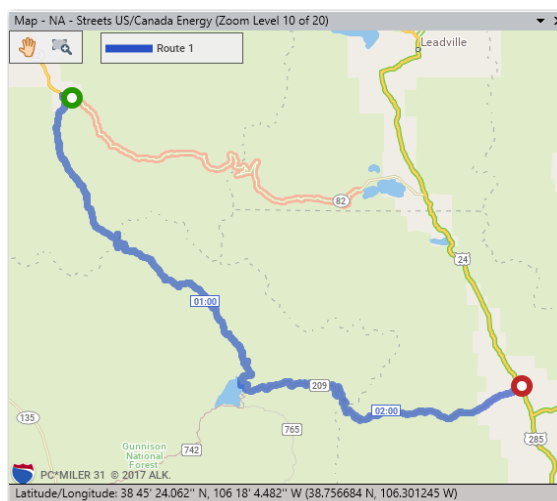 Map - NA - Streets US/Canada Energy (Zoom Level 10 of 20)
Route 1
Leadville
82
24
01:00
209
02:00
135
765
742
285
Gunnison
National
Forest
PC*MILER 31 © 2017 ALK.
Latitude/Longitude: 38 45' 24.062'' N, 106 18' 4.482'' W (38.756684 N, 106.301245 W)